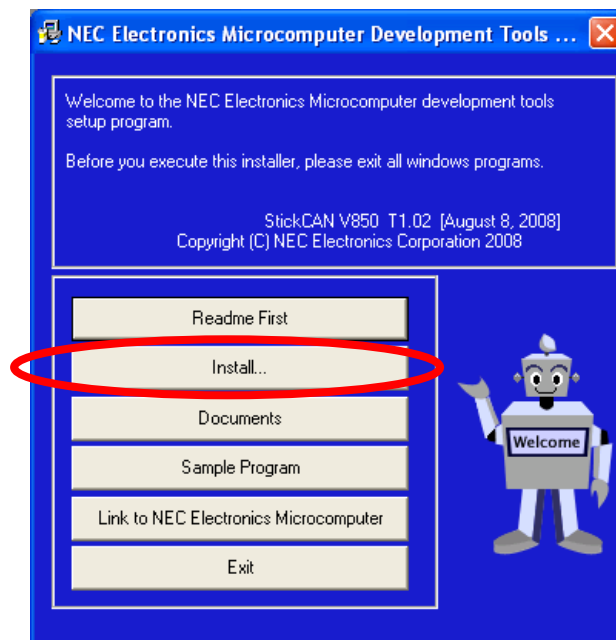 NEC Electronics Microcomputer Development Tools ...
Welcome to the NEC Electronics Microcomputer development tools
setup program.
Before you execute this installer, please exit all windows programs.
StickCAN V850 T1.02 [August 8, 2008]
Copyright (C) NEC Electronics Corporation 2008
Readme First
Install...
Documents
Sample Program
Link to NEC Electronics Microcomputer
Exit
Welcome